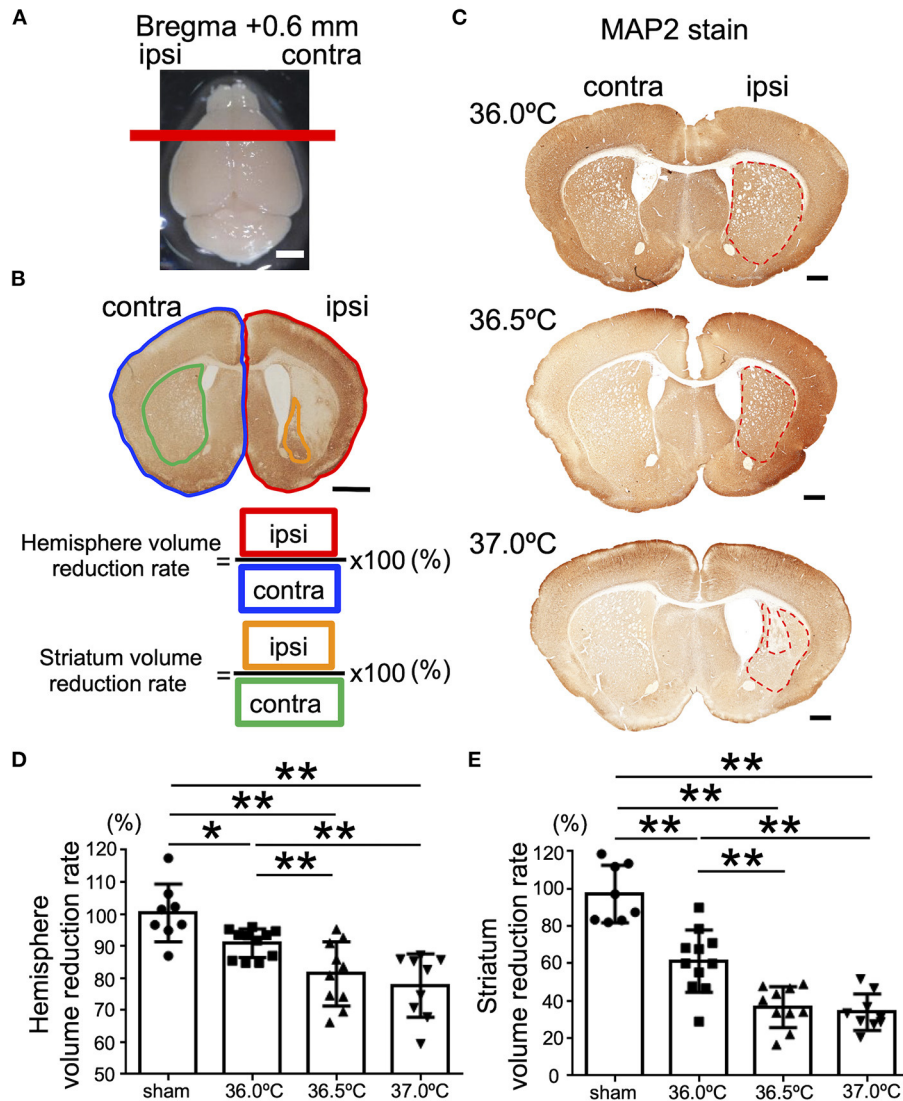 A
Bregma +0.6 mm
ipsi contra
B
contra ipsi
Hemisphere volume
reduction rate
=
ipsi
contra
x100 (%)
Striatum volume
reduction rate
=
ipsi
contra
x100 (%)
C
MAP2 stain
contra ipsi
36.0ºC
36.5ºC
37.0ºC
D
**
**
* **
**
(%)
Hemisphere
volume reduction rate
120
110
100
90
80
70
60
50
sham 36.0ºC 36.5ºC 37.0ºC
E
**
**
** **
**
(%)
Striatum
volume reduction rate
120
100
80
60
40
20
0
sham 36.0ºC 36.5ºC 37.0ºC